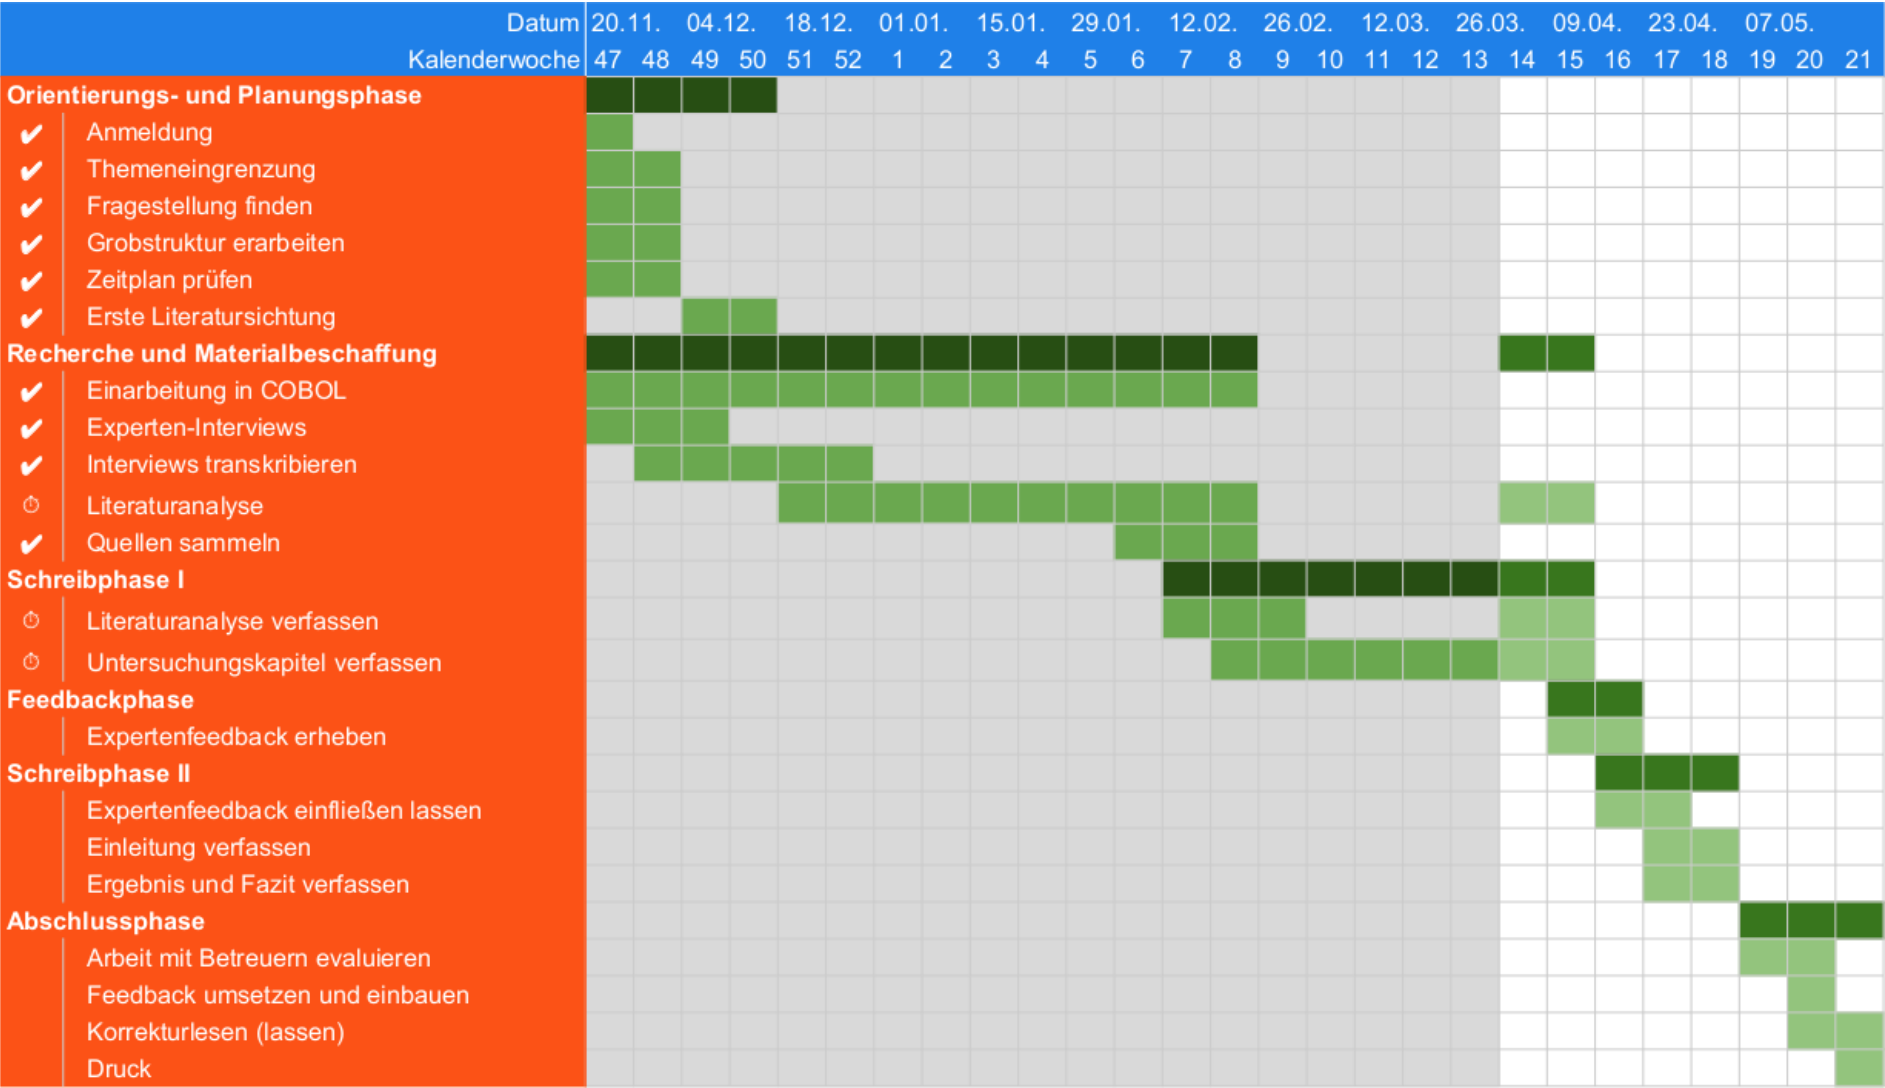 Datum 20.11. 04.12. 18.12. 01.01. 15.01. 29.01. 12.02. 26.02. 12.03. 26.03. 09.04. 23.04. 07.05.
Kalenderwoche 47 48 49 50 51 52 1 2 3 4 5 6 7 8 9 10 11 12 13 14 15 16 17 18 19 20 21
Orientierungs- und Planungsphase
✔ Anmeldung
✔ Themeneingrenzung
✔ Fragestellung finden
✔ Grobstruktur erarbeiten
✔ Zeitplan prüfen
✔ Erste Literatursichtung
Recherche und Materialbeschaffung
✔ Einarbeitung in COBOL
✔ Experten-Interviews
✔ Interviews transkribieren
⏱ Literaturanalyse
✔ Quellen sammeln
Schreibphase I
⏱ Literaturanalyse verfassen
⏱ Untersuchungskapitel verfassen
Feedbackphase
Expertenfeedback erheben
Schreibphase II
Expertenfeedback einfließen lassen
Einleitung verfassen
Ergebnis und Fazit verfassen
Abschlussphase
Arbeit mit Betreuern evaluieren
Feedback umsetzen und einbauen
Korrekturlesen (lassen)
Druck